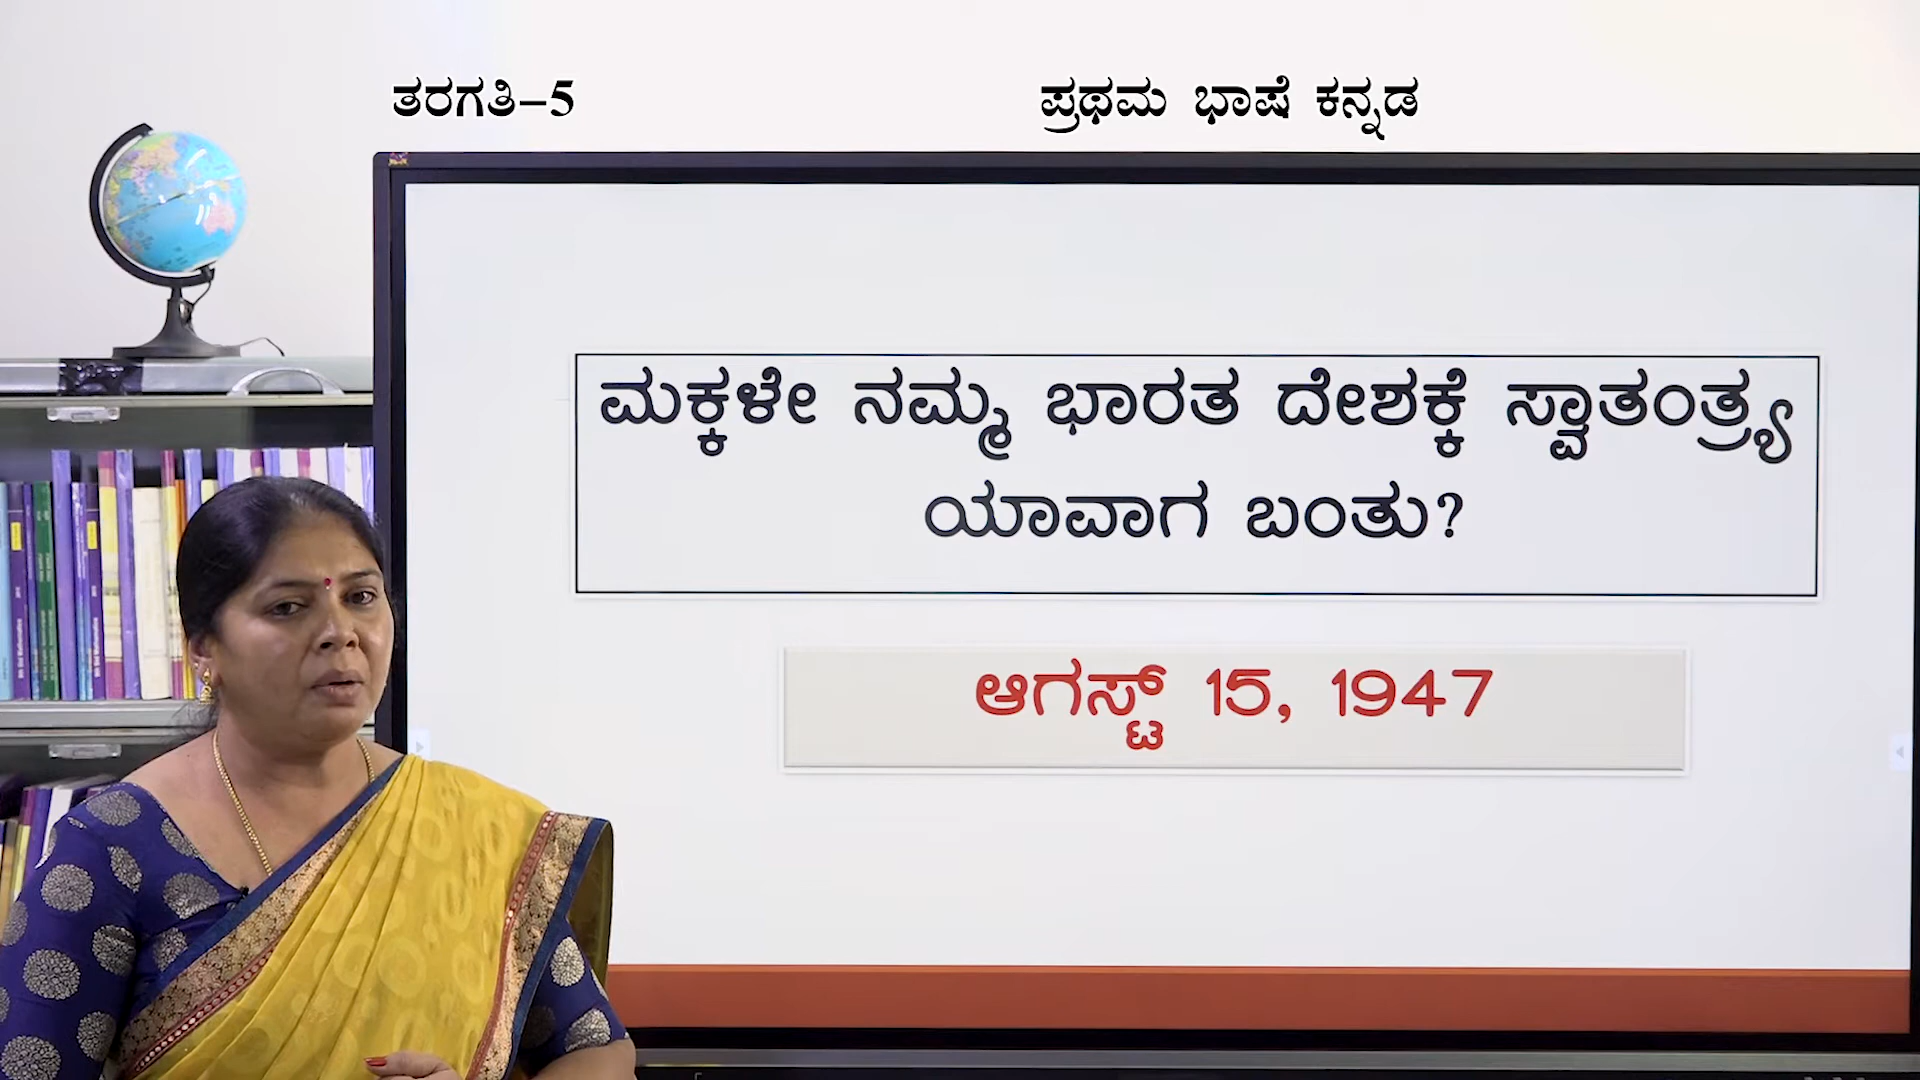 ತರಗತಿ-5
ಪ್ರಥಮ ಭಾಷೆ ಕನ್ನಡ
ಮಕ್ಕಳೇ ನಮ್ಮ ಭಾರತ ದೇಶಕ್ಕೆ ಸ್ವಾತಂತ್ರ್ಯ
ಯಾವಾಗ ಬಂತು?
ಆಗಸ್ಟ್ 15, 1947